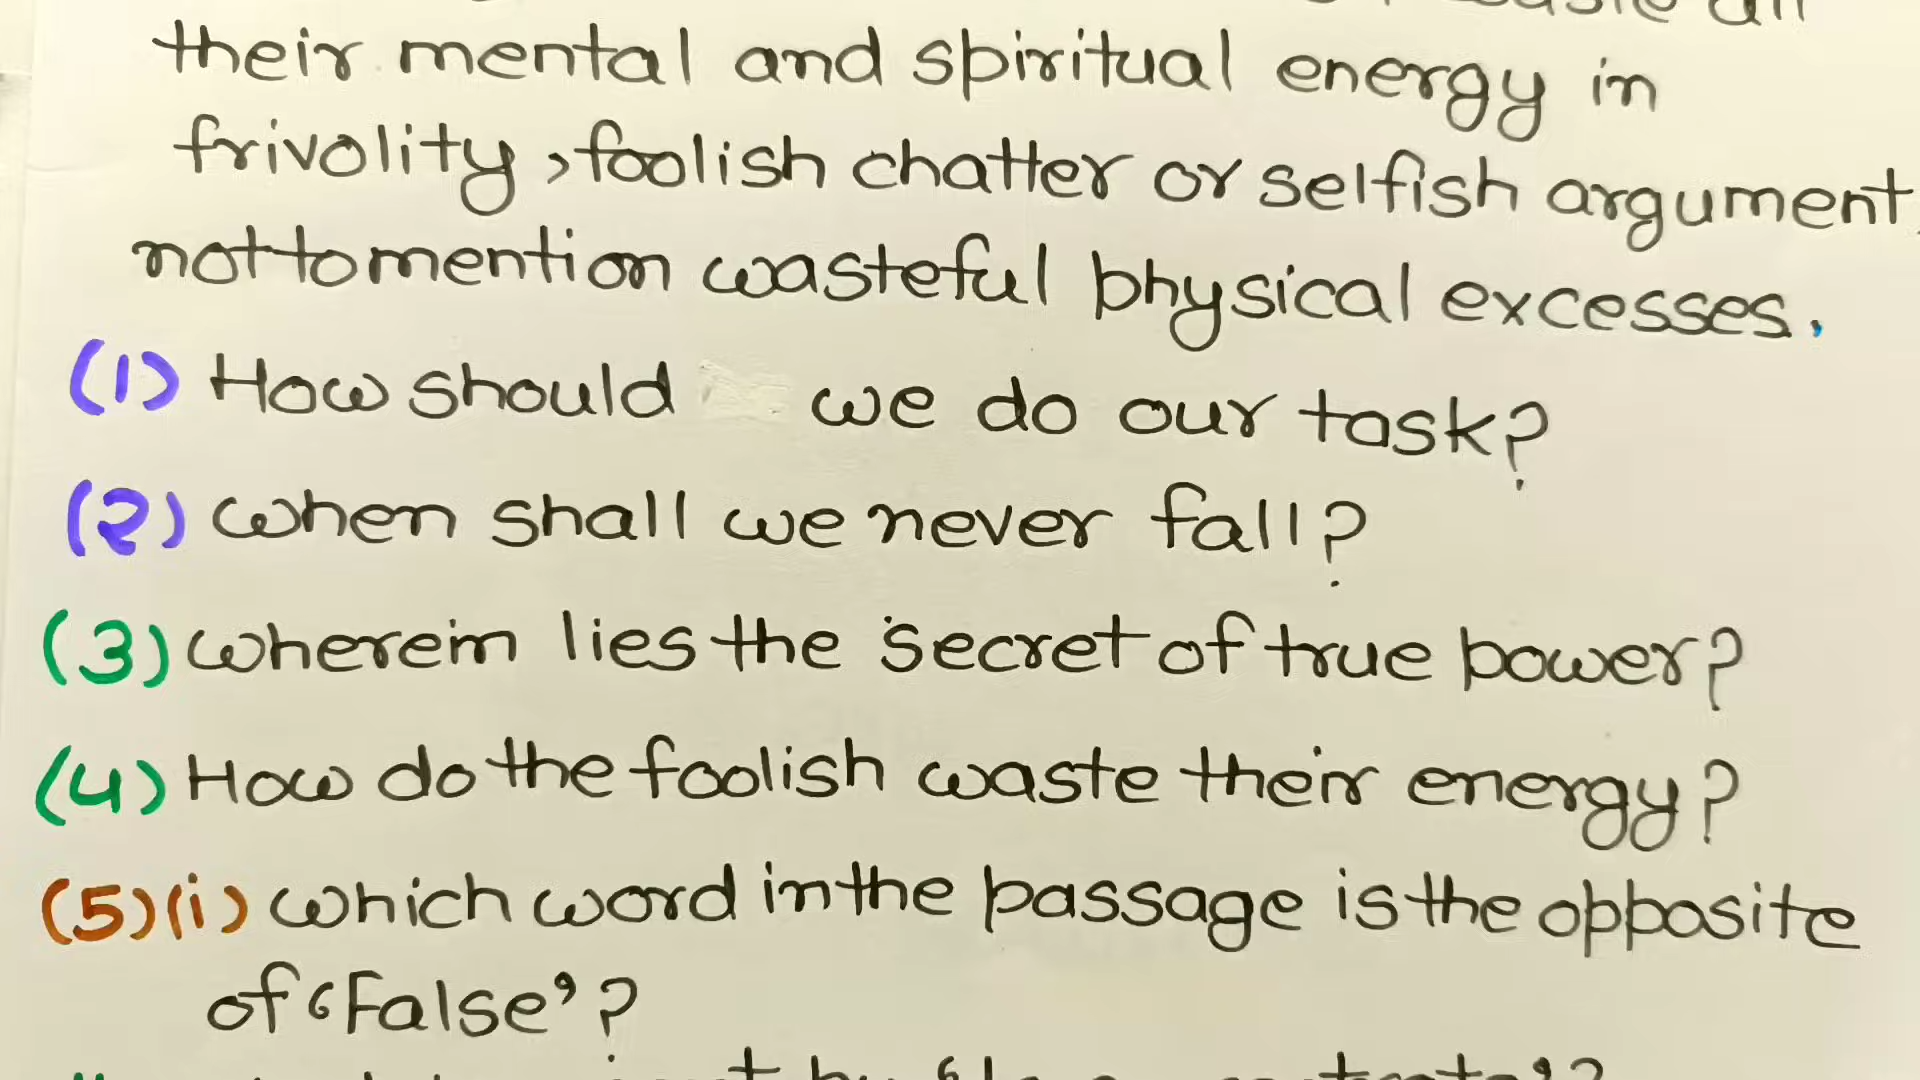 their mental and spiritual energy in
frivolity, foolish chatter or selfish argument,
not to mention wasteful physical excesses.
(1) How should we do our task?
(2) When shall we never fall?
(3) Wherein lies the secret of true power?
(4) How do the foolish waste their energy?
(5)(i) Which word in the passage is the opposite
of 'False'?